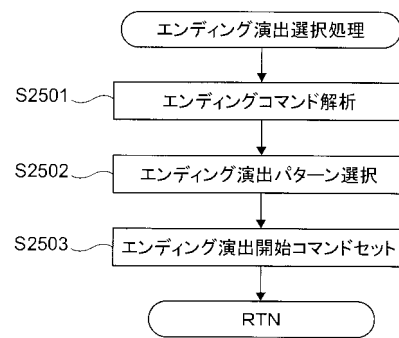 エンディング演出選択処理
S2501
エンディングコマンド解析
S2502
エンディング演出パターン選択
S2503
エンディング演出開始コマンドセット
RTN